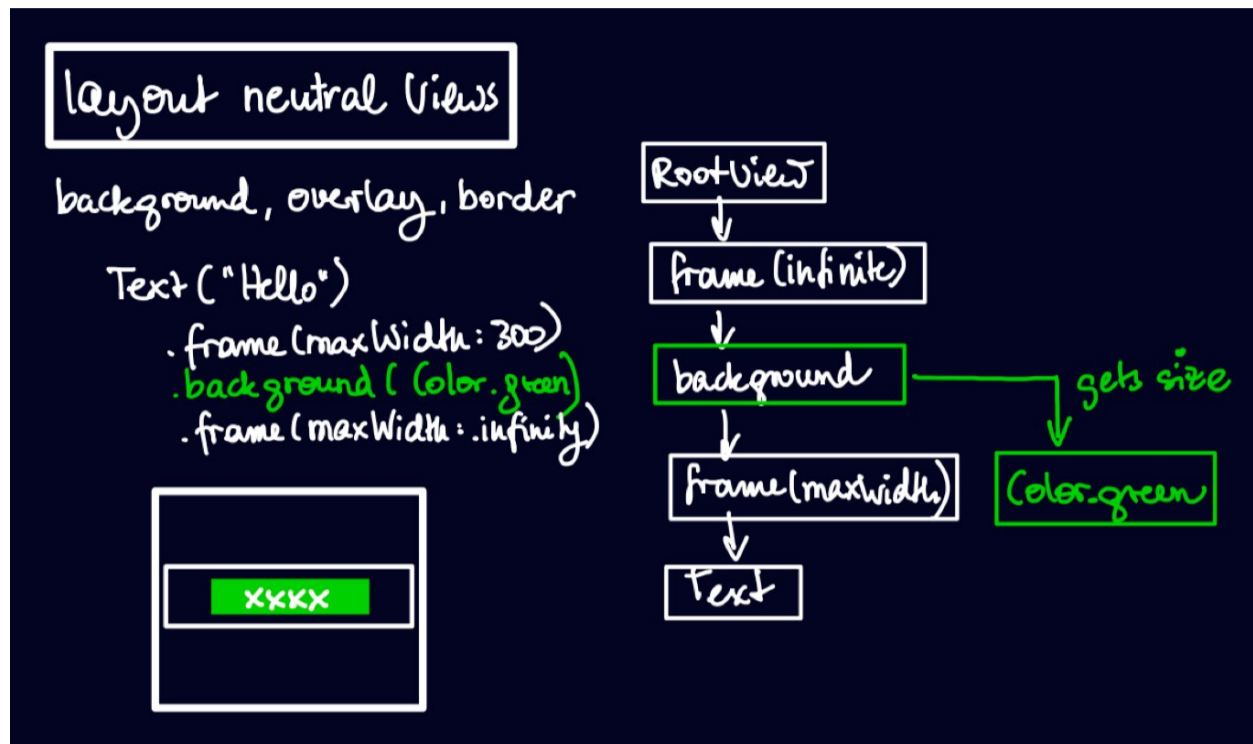 layout neutral Views
background, overlay, border
Text ("Hello")
.frame (maxWidth: 300)
.background ( Color.green)
.frame (maxWidth: .infinity)
xxxx
RootView
frame (infinite)
background
gets size
frame (maxwidth)
Color.green
Text